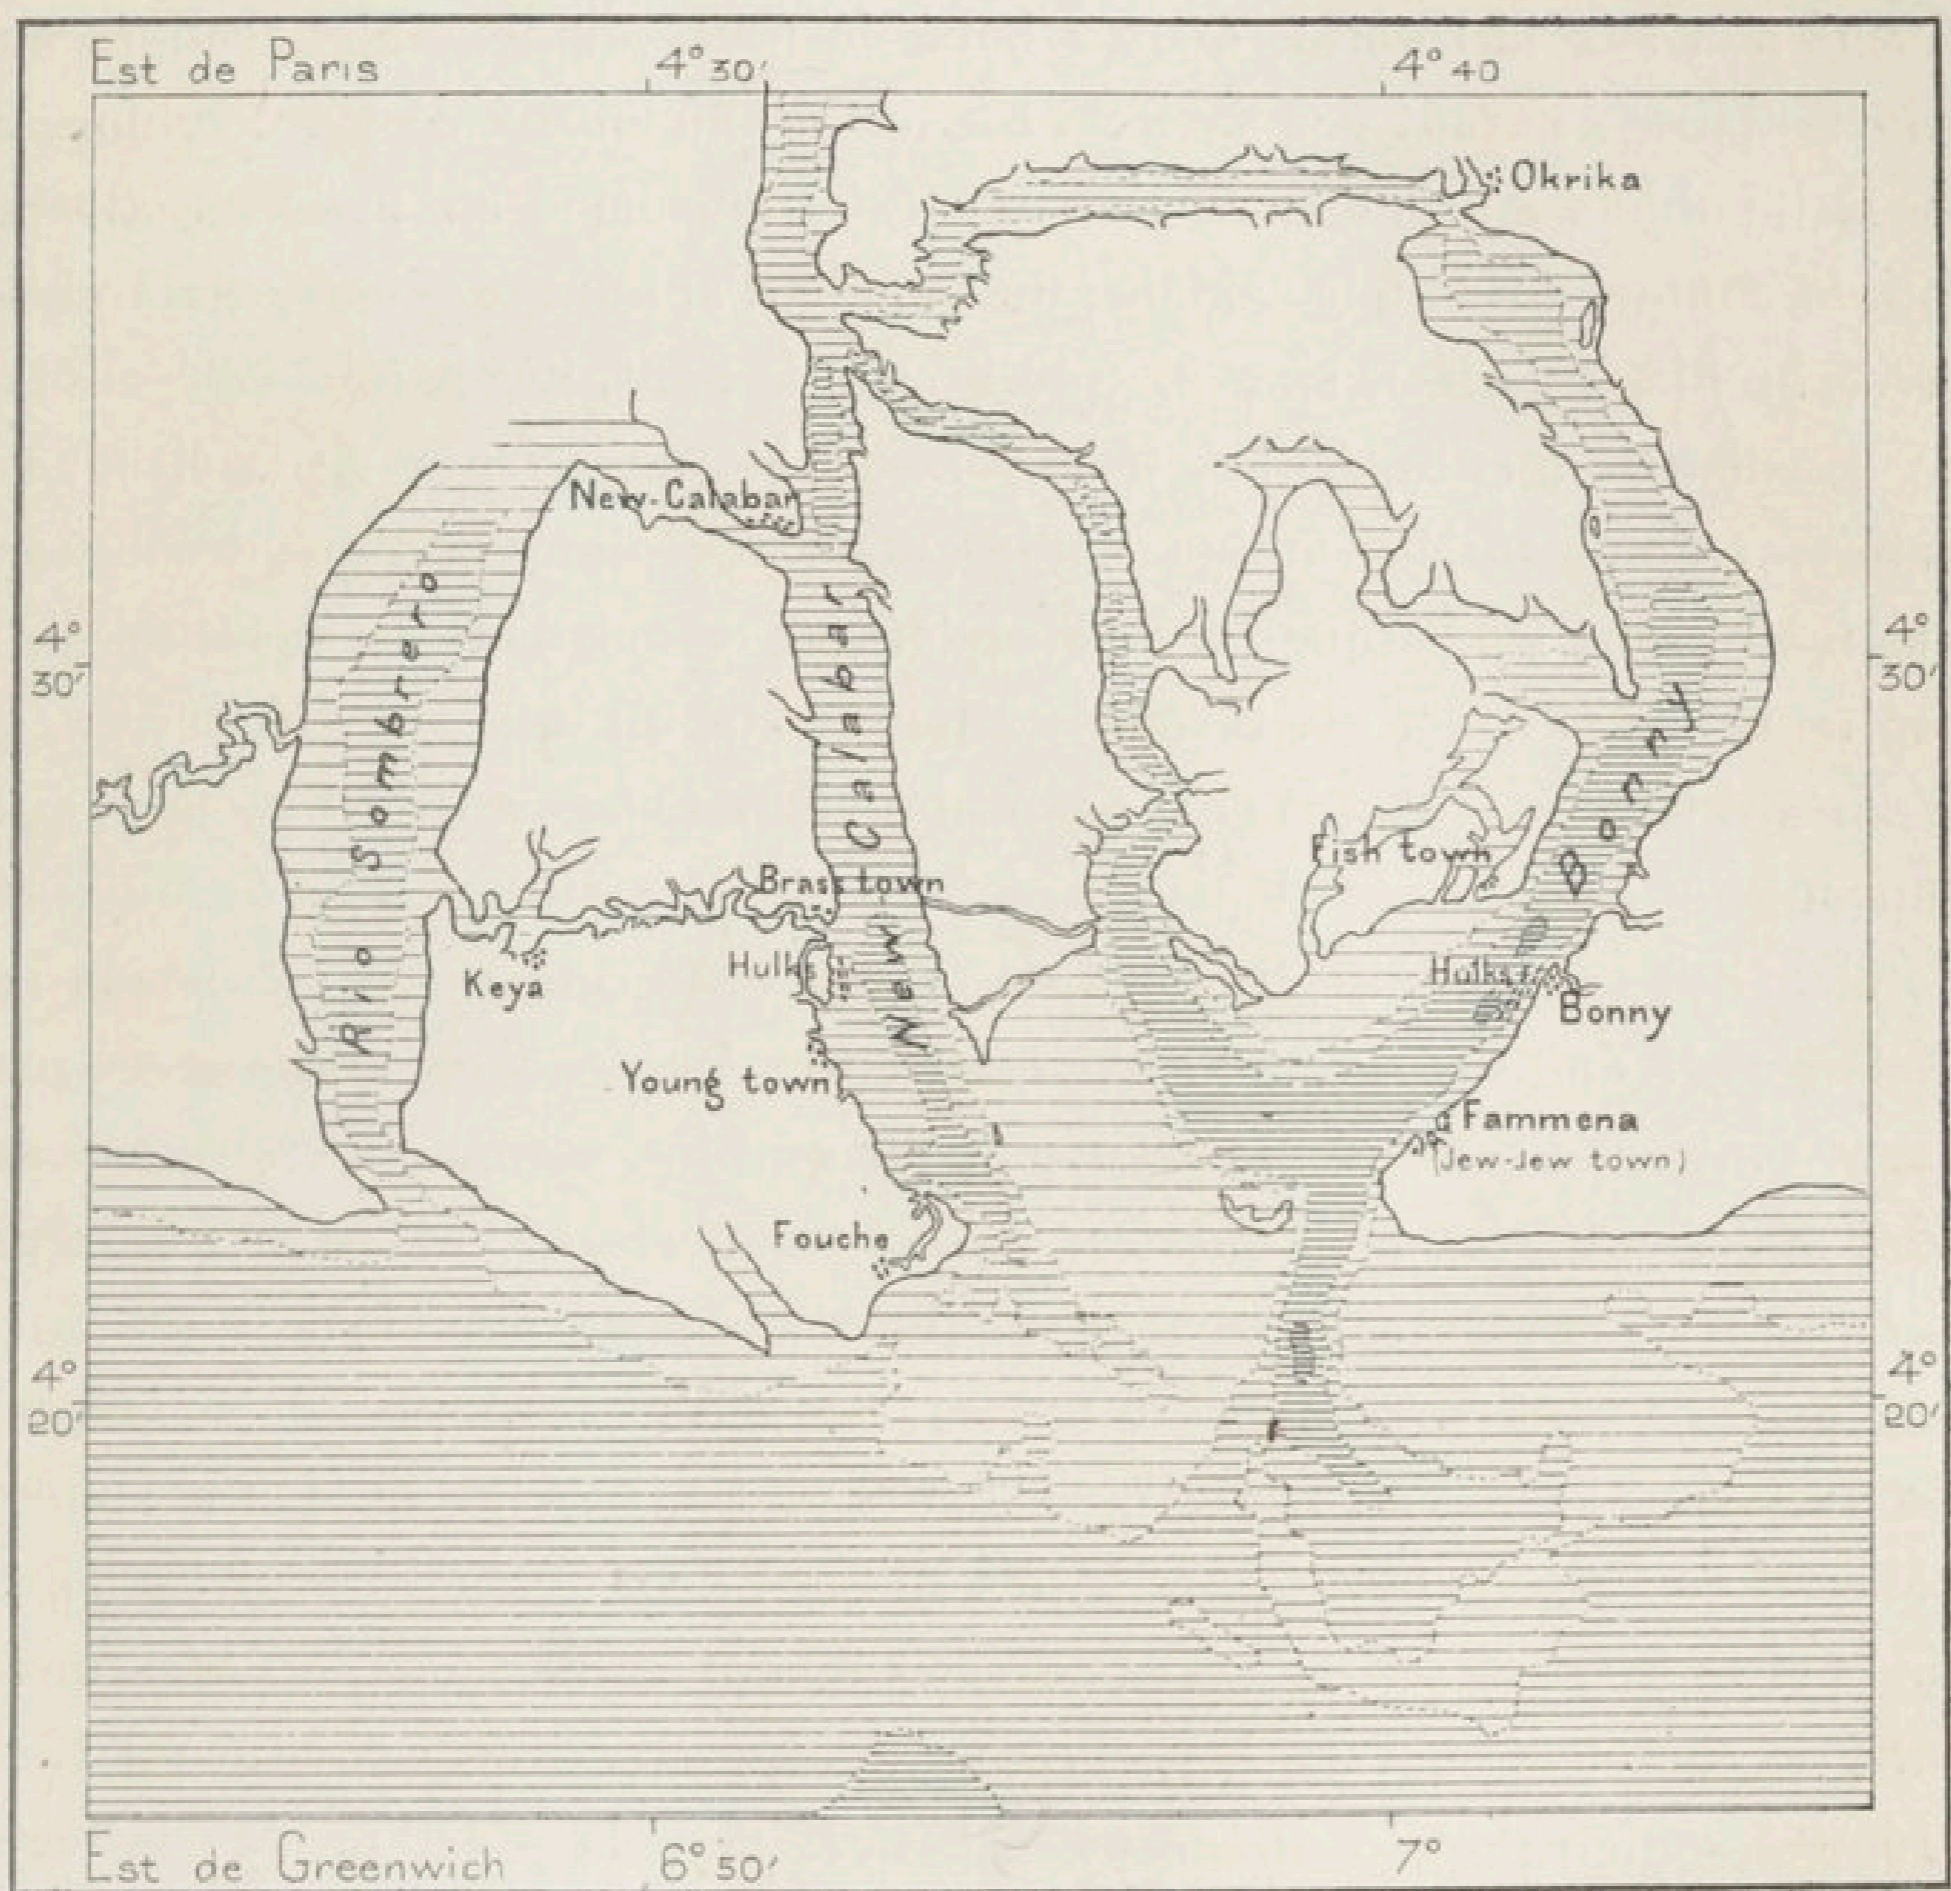 Est de Paris
4° 30'
4° 40
Okrika
New-Calabar
4°
30'
4°
30'
Rio Sombrero
New Calabar
Bonny
Fish town
Brass town
Keya
Hulks
Hulks
Bonny
Young town
Fammena
(Jew-Jew town)
Fouche
4°
20'
4°
20'
Est de Greenwich
6° 50'
7°